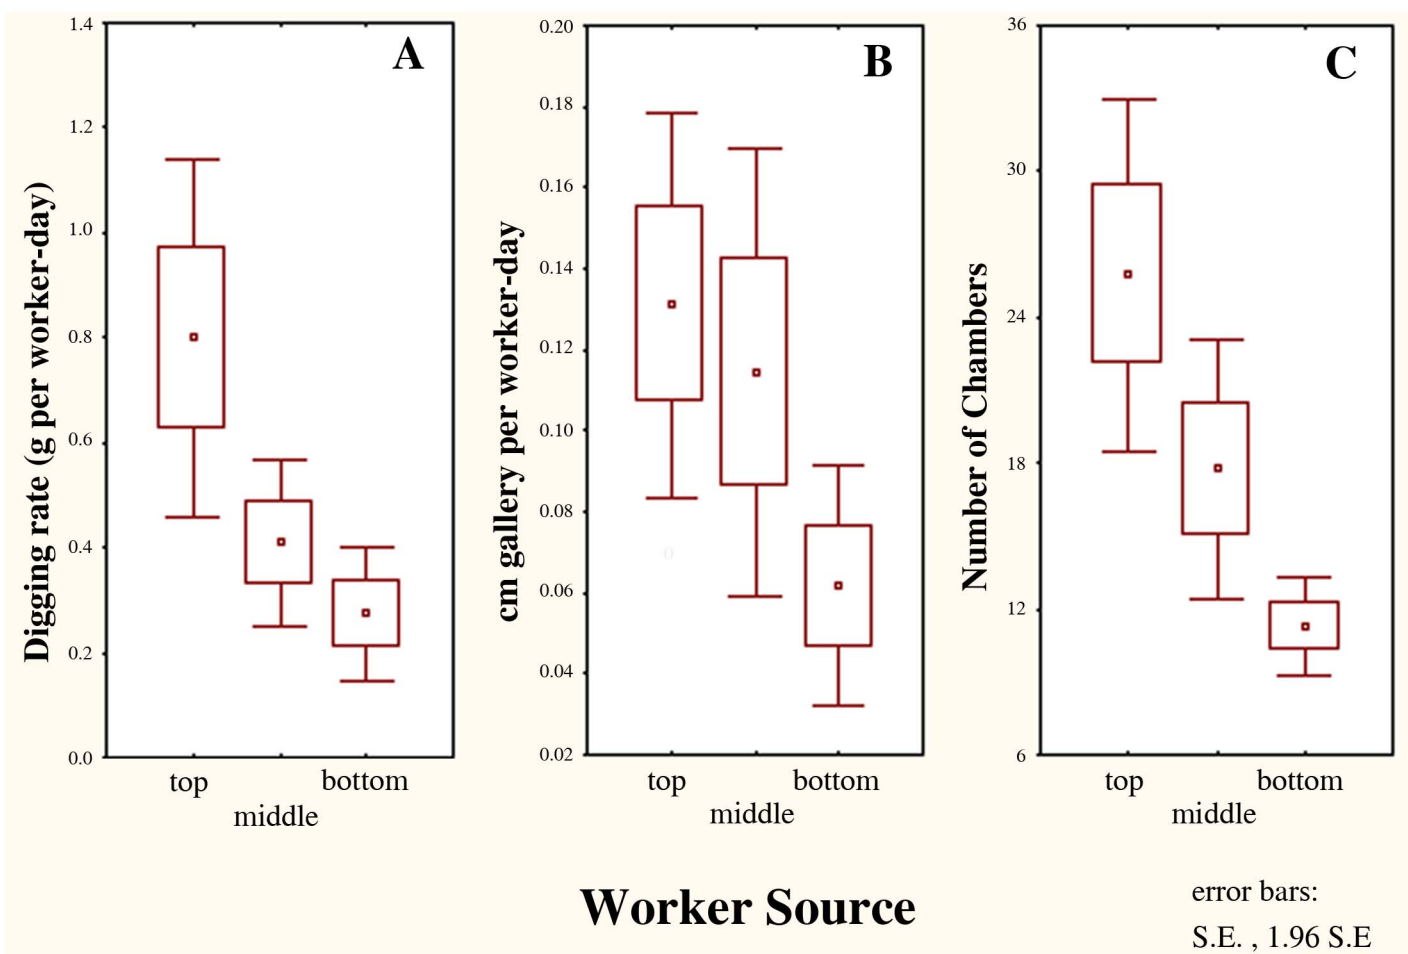 A
Digging rate (g per worker-day)
1.4
1.2
1.0
0.8
0.6
0.4
0.2
0.0
top
middle
bottom
B
cm gallery per worker-day
0.20
0.18
0.16
0.14
0.12
0.10
0.08
0.06
0.04
0.02
0
top
middle
bottom
C
Number of Chambers
36
30
24
18
12
6
top
middle
bottom
Worker Source
error bars:
S.E. , 1.96 S.E